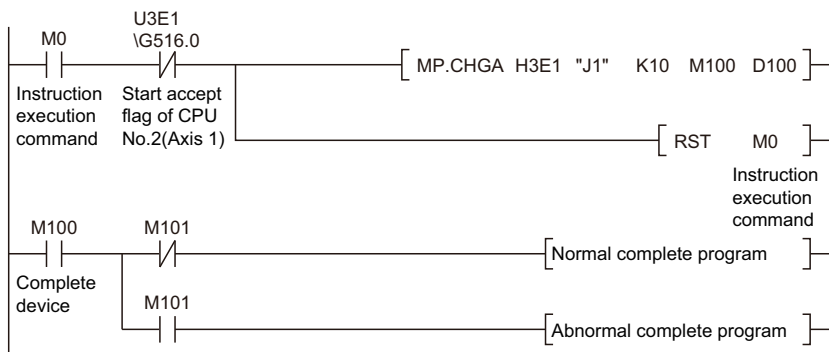 U3E1
M0 \G516.0
MP.CHGA H3E1 "J1" K10 M100 D100
Instruction execution command
Start accept flag of CPU No.2(Axis 1)
RST M0
Instruction execution command
M100 M101
Normal complete program
Complete device
M101
Abnormal complete program